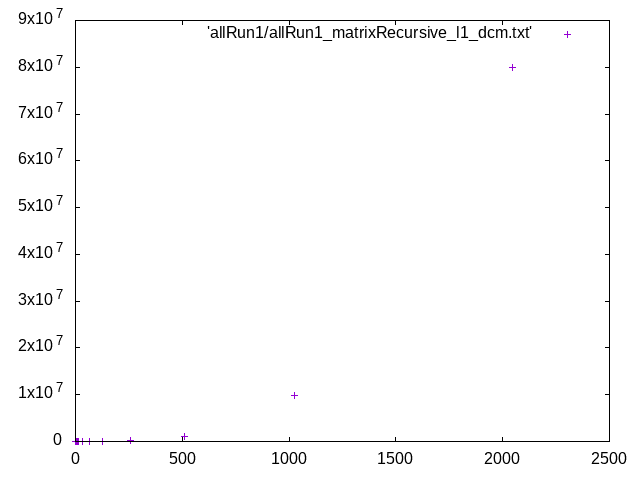 9x10^7
'allRun1/allRun1_matrixRecursive_l1_dcm.txt'
8x10^7
7x10^7
6x10^7
5x10^7
4x10^7
3x10^7
2x10^7
1x10^7
0
0 500 1000 1500 2000 2500